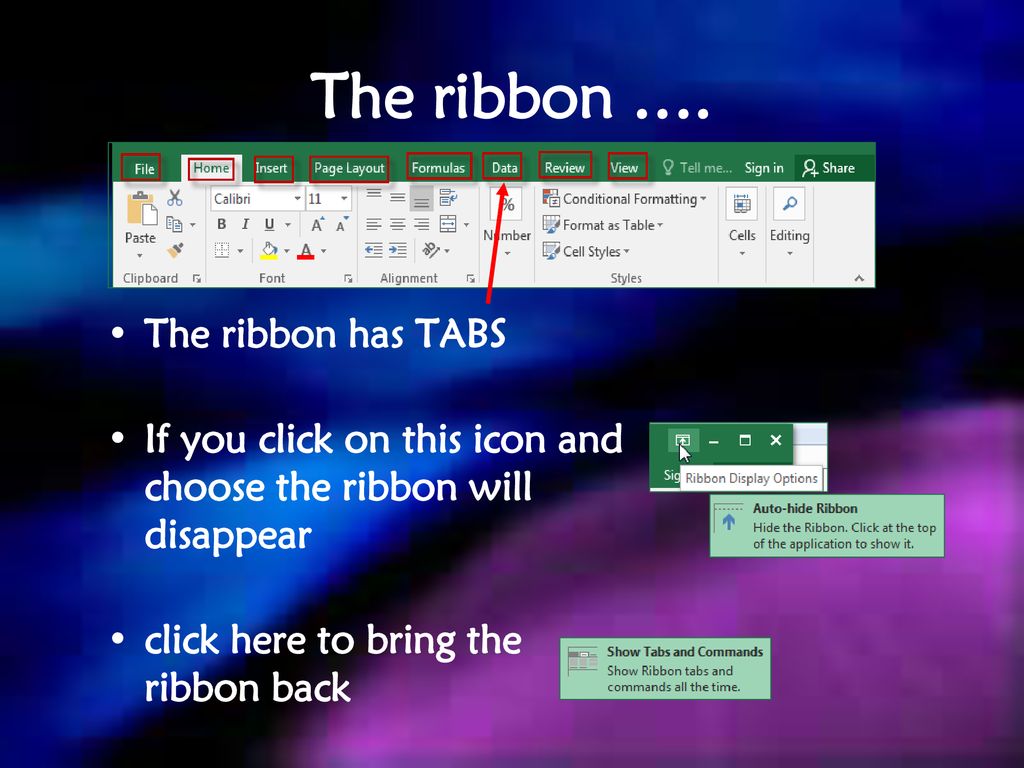 The ribbon ....
File Home Insert Page Layout Formulas Data Review View Tell me... Sign in Share
Calibri 11 % Conditional Formatting
Paste B I U A A Number Format as Table Cells Editing
A Cell Styles
Clipboard Font Alignment Styles
• The ribbon has TABS
• If you click on this icon and
choose the ribbon will
disappear
Sig
Ribbon Display Options
Auto-hide Ribbon
Hide the Ribbon. Click at the top
of the application to show it.
• click here to bring the
ribbon back
Show Tabs and Commands
Show Ribbon tabs and
commands all the time.